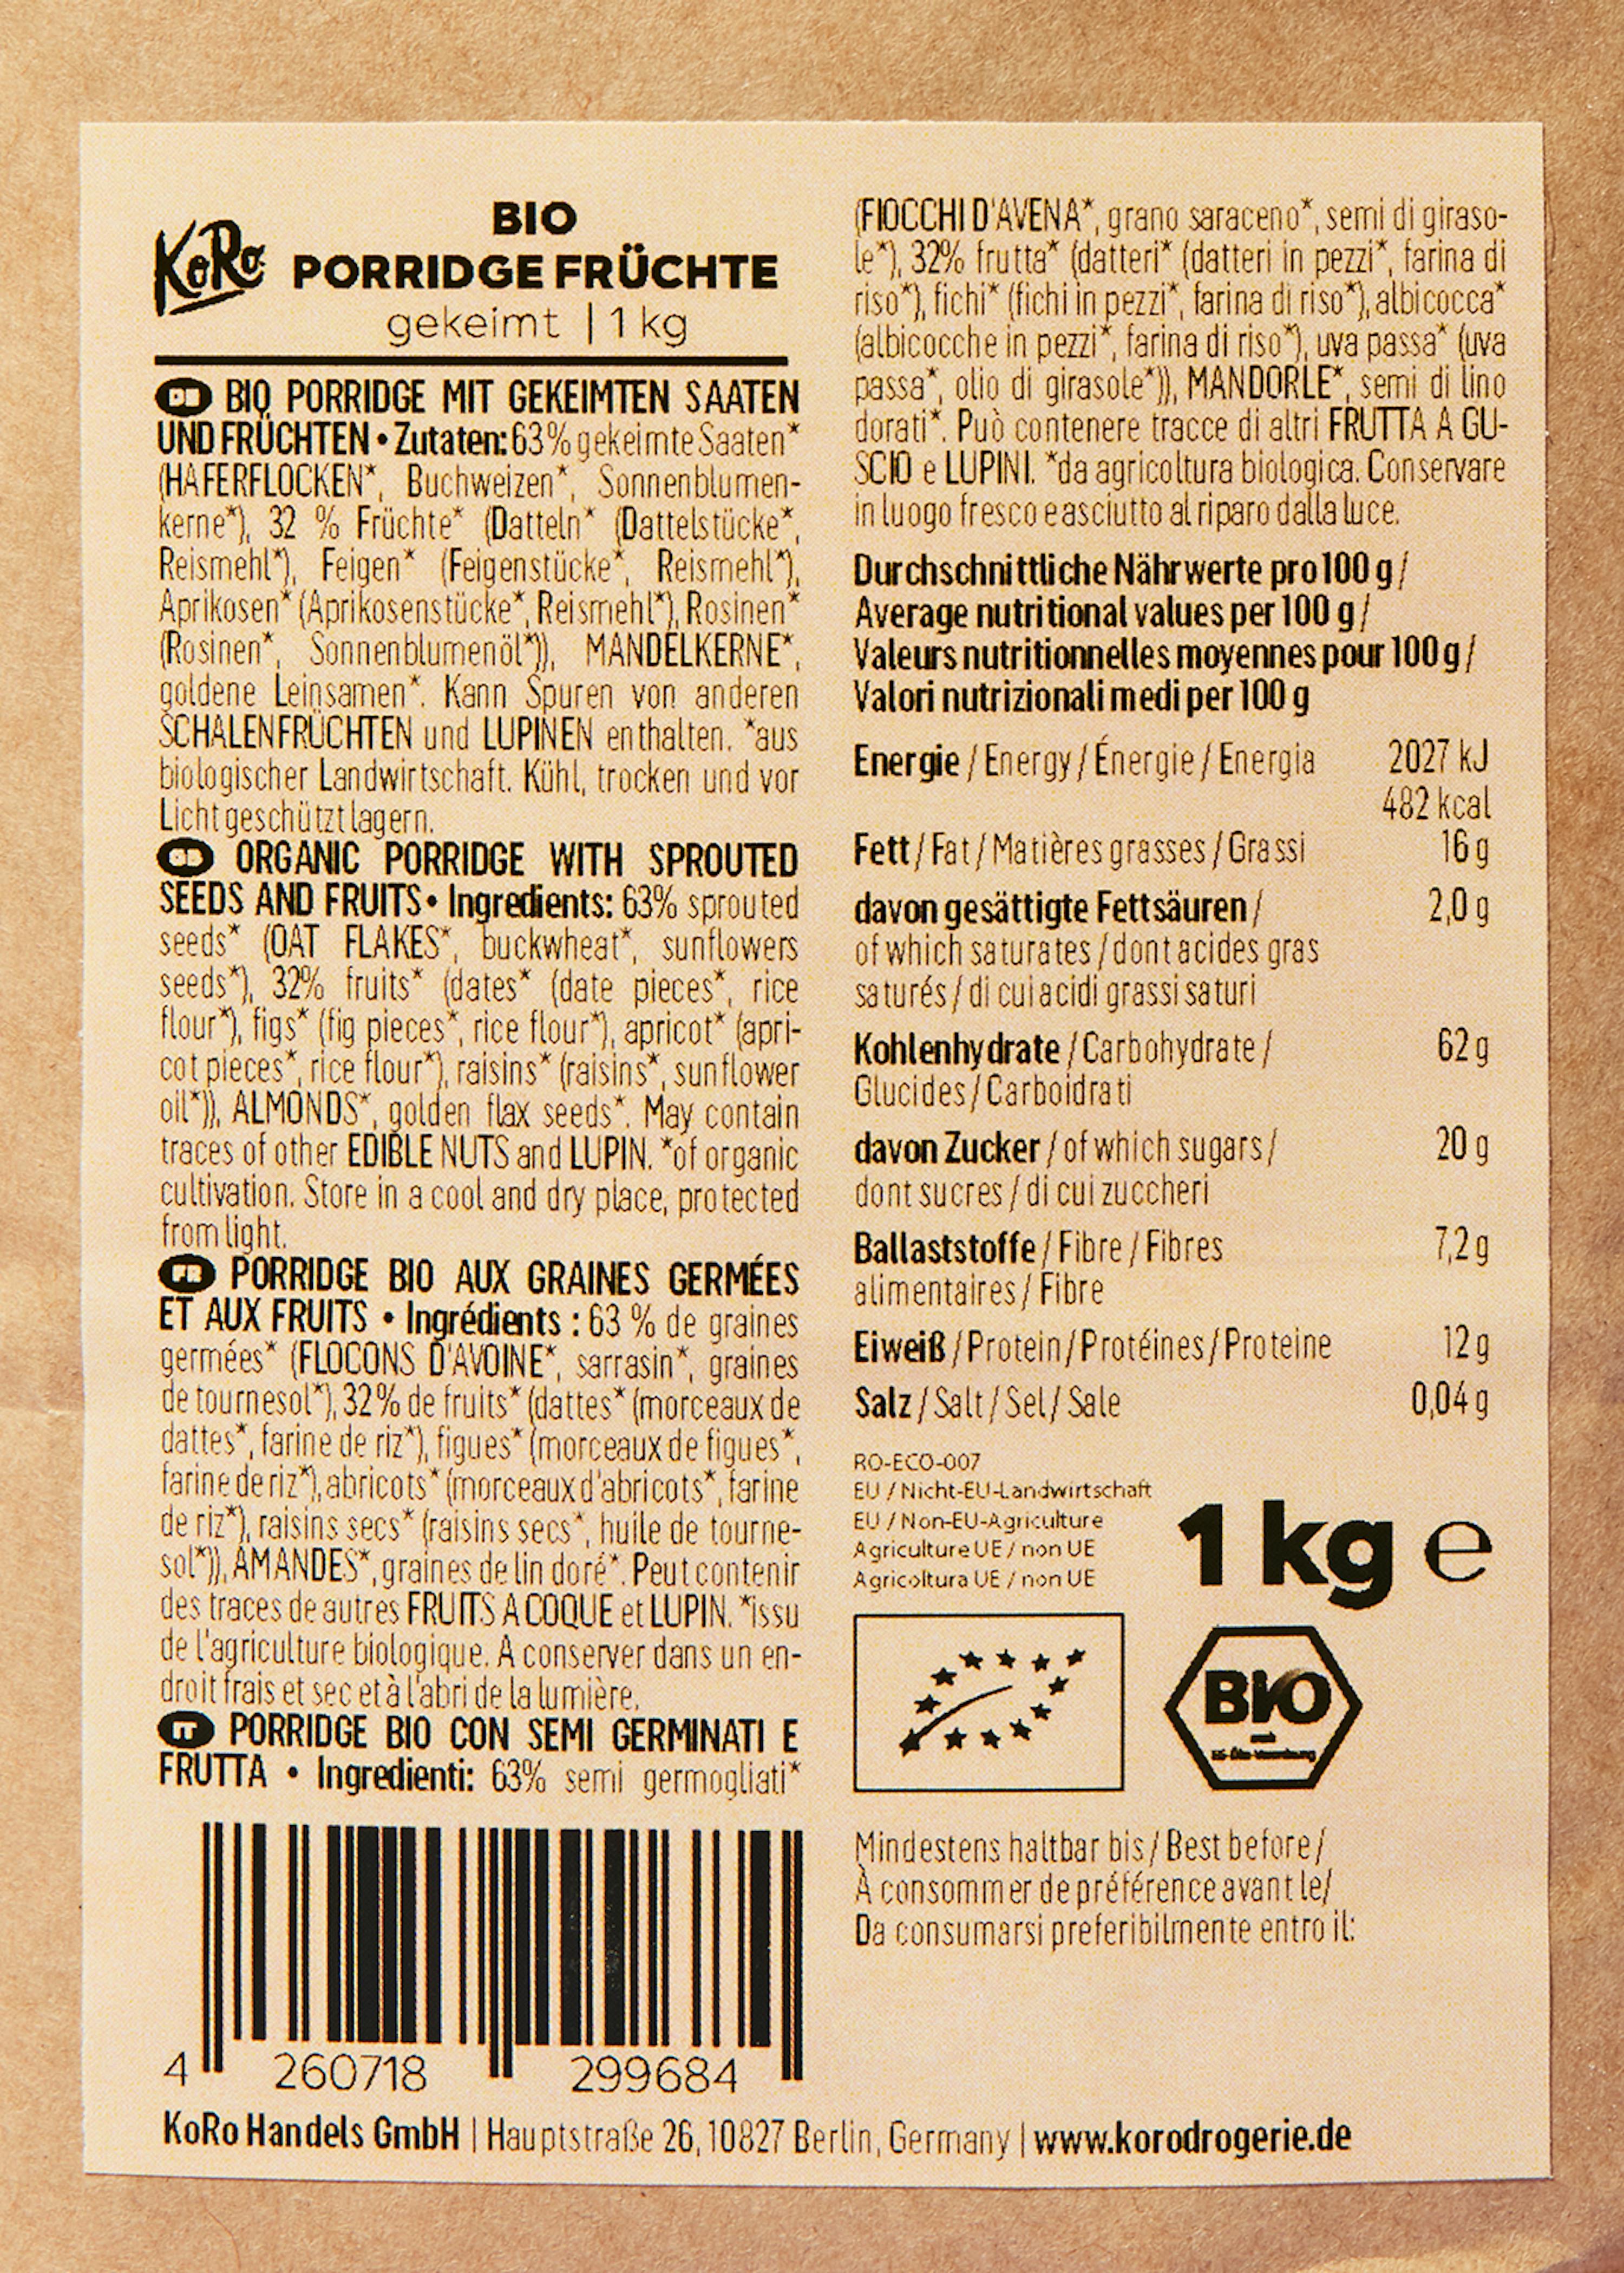 KoRo
BIO
PORRIDGE FRÜCHTE
gekeimt | 1 kg
DE BIO PORRIDGE MIT GEKEIMTEN SAATEN
UND FRÜCHTEN • Zutaten: 63% gekeimte Saaten*
(HAFERFLOCKEN*, Buchweizen*, Sonnenblumen-
kerne*), 32 % Früchte* (Datteln* (Dattelstücke*,
Reismehl*), Feigen* (Feigenstücke*, Reismehl*),
Aprikosen* (Aprikosenstücke*, Reismehl*), Rosinen*
(Rosinen*, Sonnenblumenöl*)), MANDELKERNE*,
goldene Leinsamen*. Kann Spuren von anderen
SCHALENFRÜCHTEN und LUPINEN enthalten. *aus
biologischer Landwirtschaft. Kühl, trocken und vor
Licht geschützt lagern.
ORGANIC PORRIDGE WITH SPROUTED
SEEDS AND FRUITS • Ingredients: 63% sprouted
seeds* (OAT FLAKES*, buckwheat*, sunflowers
seeds*), 32% fruits* (dates* (date pieces*, rice
flour*), figs* (fig pieces*, rice flour*), apricot* (apri-
cot pieces*, rice flour*), raisins* (raisins*, sunflower
oil*)), ALMONDS*, golden flax seeds*. May contain
traces of other EDIBLE NUTS and LUPIN. *of organic
cultivation. Store in a cool and dry place, protected
from light.
FR PORRIDGE BIO AUX GRAINES GERMÉES
ET AUX FRUITS • Ingrédients : 63 % de graines
germées* (FLOCONS D'AVOINE*, sarrasin*, graines
de tournesol*), 32% de fruits* (dattes* (morceaux de
dattes*, farine de riz*), figues* (morceaux de figues*,
farine de riz*), abricots* (morceaux d'abricots*, farine
de riz*), raisins secs* (raisins secs*, huile de tourne-
sol*)), AMANDES*, graines de lin doré*. Peut contenir
des traces de autres FRUITS A COQUE et LUPIN. *issu
de l'agriculture biologique. A conserver dans un en-
droit frais et sec et à l'abri de la lumière.
IT PORRIDGE BIO CON SEMI GERMINATI E
FRUTTA • Ingredienti: 63% semi germogliati*
(FIOCCHI D'AVENA*, grano saraceno*, semi di giraso-
le*), 32% frutta* (datteri* (datteri in pezzi*, farina di
riso*), fichi* (fichi in pezzi*, farina di riso*), albicocca*
(albicocche in pezzi*, farina di riso*), uva passa* (uva
passa*, olio di girasole*)), MANDORLE*, semi di lino
dorati*. Può contenere tracce di altri FRUTTA A GU-
SCIO e LUPINI. *da agricoltura biologica. Conservare
in luogo fresco e asciutto al riparo dalla luce.
Durchschnittliche Nährwerte pro 100 g /
Average nutritional values per 100 g /
Valeurs nutritionnelles moyennes pour 100 g /
Valori nutrizionali medi per 100 g
Energie / Energy / Énergie / Energia 2027 kJ
482 kcal
Fett / Fat / Matières grasses / Grassi 16 g
davon gesättigte Fettsäuren / 2,0 g
of which saturates / dont acides gras
saturés / di cui acidi grassi saturi
Kohlenhydrate / Carbohydrate / 62 g
Glucides / Carboidrati
davon Zucker / of which sugars / 20 g
dont sucres / di cui zuccheri
Ballaststoffe / Fibre / Fibres 7,2 g
alimentaires / Fibre
Eiweiß / Protein / Protéines / Proteine 12 g
Salz / Salt / Sel / Sale 0,04 g
RO-ECO-007
EU / Nicht-EU-Landwirtschaft
EU / Non-EU-Agriculture
Agriculture UE / non UE
Agricoltura UE / non UE
1 kg e
BIO
nach
EG-Öko-Verordnung
Mindestens haltbar bis / Best before /
À consommer de préférence avant le/
Da consumarsi preferibilmente entro il:
4 260718 299684
KoRo Handels GmbH | Hauptstraße 26, 10827 Berlin, Germany | www.korodrogerie.de